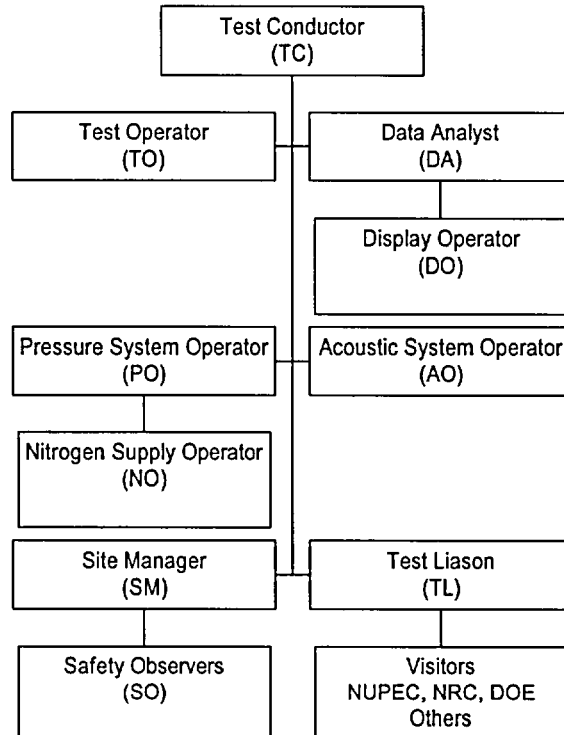 Test Conductor
(TC)
Test Operator
(TO)
Data Analyst
(DA)
Display Operator
(DO)
Pressure System Operator
(PO)
Acoustic System Operator
(AO)
Nitrogen Supply Operator
(NO)
Site Manager
(SM)
Test Liason
(TL)
Safety Observers
(SO)
Visitors
NUPEC, NRC, DOE
Others